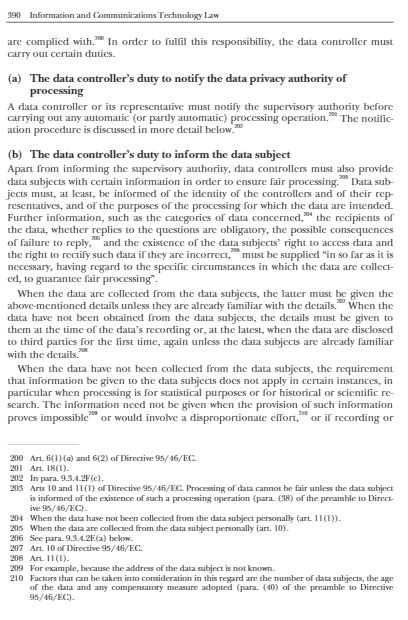 390 Information and Communications Technology Law
are complied with.200 In order to fulfil this responsibility, the data controller must
carry out certain duties.
(a) The data controller's duty to notify the data privacy authority of
processing
A data controller or its representative must notify the supervisory authority before
carrying out any automatic (or partly automatic) processing operation.201 The notific-
ation procedure is discussed in more detail below.202
(b) The data controller's duty to inform the data subject
Apart from informing the supervisory authority, data controllers must also provide
data subjects with certain information in order to ensure fair processing.203 Data sub-
jects must, at least, be informed of the identity of the controllers and of their rep-
resentatives, and of the purposes of the processing for which the data are intended.
Further information, such as the categories of data concerned,204 the recipients of
the data, whether replies to the questions are obligatory, the possible consequences
of failure to reply,205 and the existence of the data subjects' right to access data and
the right to rectify such data if they are incorrect,206 must be supplied “in so far as it is
necessary, having regard to the specific circumstances in which the data are collect-
ed, to guarantee fair processing”.
When the data are collected from the data subjects, the latter must be given the
above-mentioned details unless they are already familiar with the details.207 When the
data have not been obtained from the data subjects, the details must be given to
them at the time of the data's recording or, at the latest, when the data are disclosed
to third parties for the first time, again unless the data subjects are already familiar
with the details.208
When the data have not been collected from the data subjects, the requirement
that information be given to the data subjects does not apply in certain instances, in
particular when processing is for statistical purposes or for historical or scientific re-
search. The information need not be given when the provision of such information
proves impossible209 or would involve a disproportionate effort,210 or if recording or
200 Art. 6(1)(a) and 6(2) of Directive 95/46/EC.
201 Art. 18(1).
202 In para. 9.3.4.2F(c).
203 Arts 10 and 11(1) of Directive 95/46/EC. Processing of data cannot be fair unless the data subject
is informed of the existence of such a processing operation (para. (38) of the preamble to Direct-
ive 95/46/EC).
204 When the data have not been collected from the data subject personally (art. 11(1)).
205 When the data are collected from the data subject personally (art. 10).
206 See para. 9.3.4.2E(a) below.
207 Art. 10 of Directive 95/46/EC.
208 Art. 11(1).
209 For example, because the address of the data subject is not known.
210 Factors that can be taken into consideration in this regard are the number of data subjects, the age
of the data and any compensatory measure adopted (para. (40) of the preamble to Directive
95/46/EC).